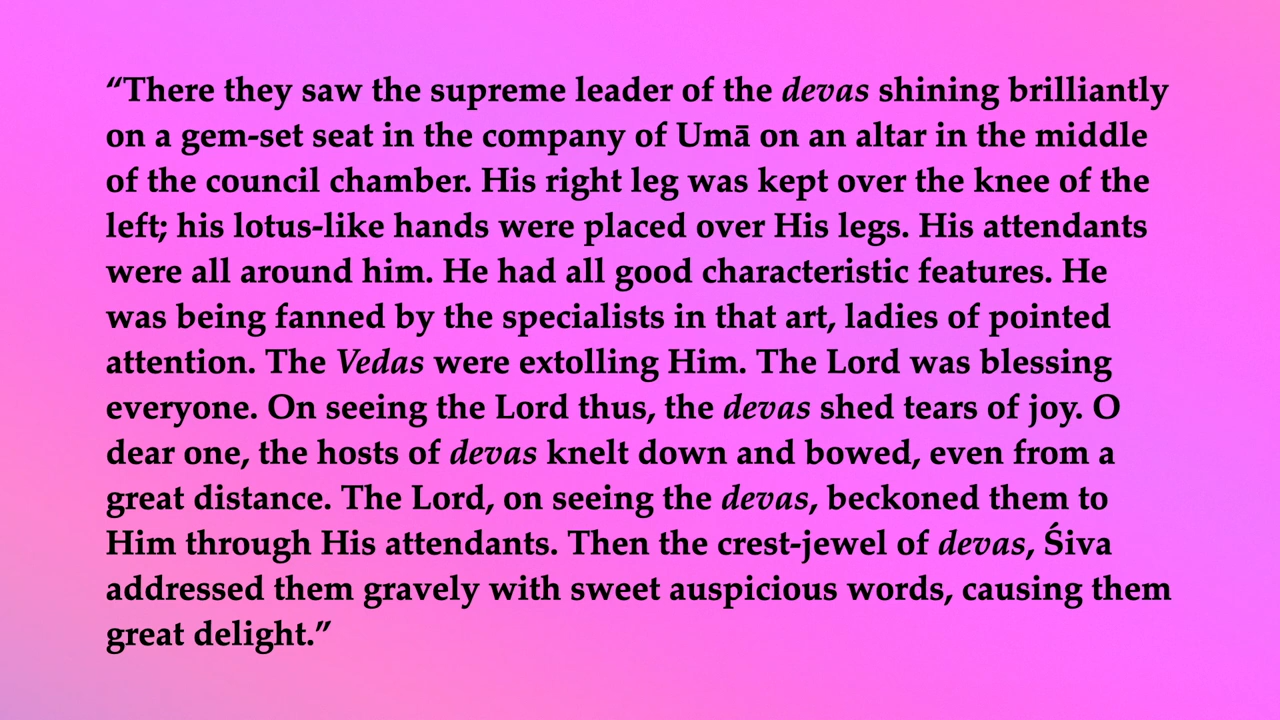 “There they saw the supreme leader of the devas shining brilliantly
on a gem-set seat in the company of Umā on an altar in the middle
of the council chamber. His right leg was kept over the knee of the
left; his lotus-like hands were placed over His legs. His attendants
were all around him. He had all good characteristic features. He
was being fanned by the specialists in that art, ladies of pointed
attention. The Vedas were extolling Him. The Lord was blessing
everyone. On seeing the Lord thus, the devas shed tears of joy. O
dear one, the hosts of devas knelt down and bowed, even from a
great distance. The Lord, on seeing the devas, beckoned them to
Him through His attendants. Then the crest-jewel of devas, Śiva
addressed them gravely with sweet auspicious words, causing them
great delight.”